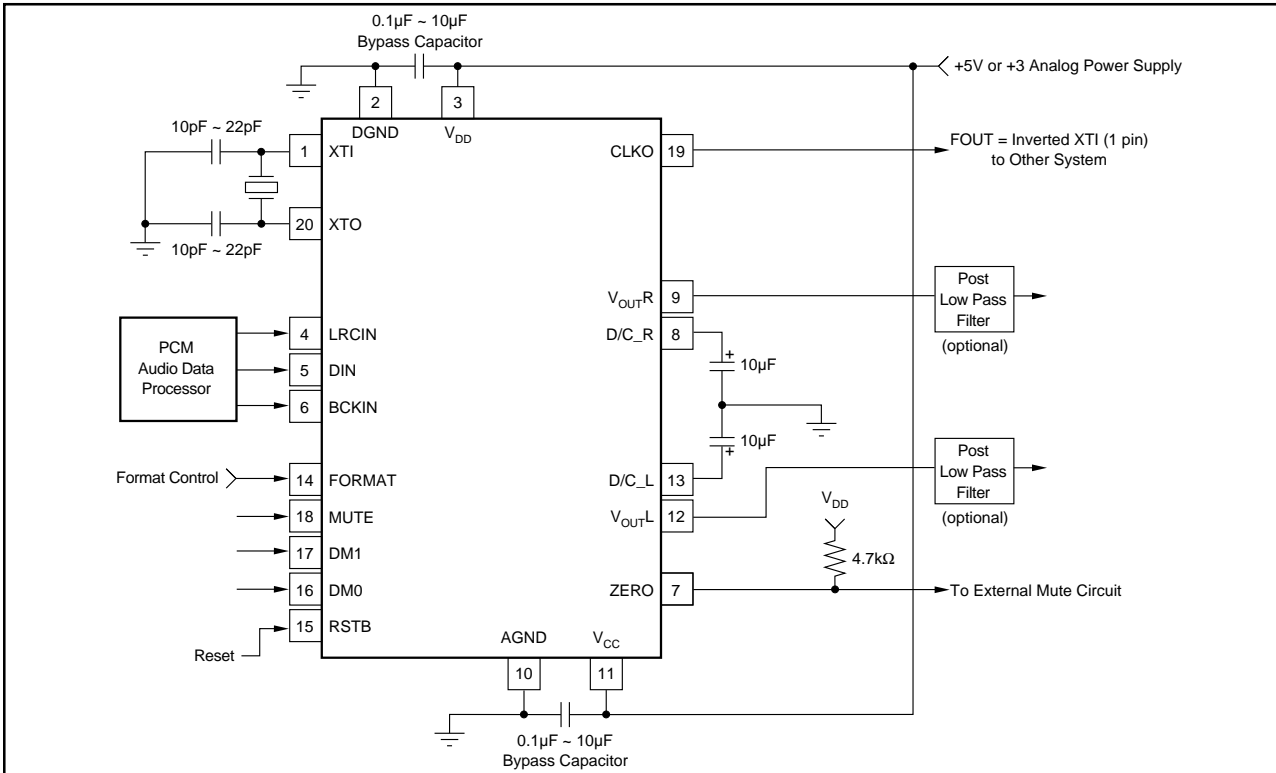 0.1µF ~ 10µF
Bypass Capacitor
+5V or +3 Analog Power Supply
2
3
DGND
VDD
10pF ~ 22pF
1
XTI
CLKO
19
FOUT = Inverted XTI (1 pin)
to Other System
20
XTO
10pF ~ 22pF
VOUTR
9
Post
Low Pass
Filter
(optional)
PCM
Audio Data
Processor
4
LRCIN
5
DIN
6
BCKIN
D/C_R
8
+
10µF
10µF
+
Format Control
14
FORMAT
18
MUTE
17
DM1
16
DM0
15
RSTB
Reset
D/C_L
13
VOUTL
12
Post
Low Pass
Filter
(optional)
VDD
4.7kΩ
ZERO
7
To External Mute Circuit
AGND
VCC
10
11
0.1µF ~ 10µF
Bypass Capacitor